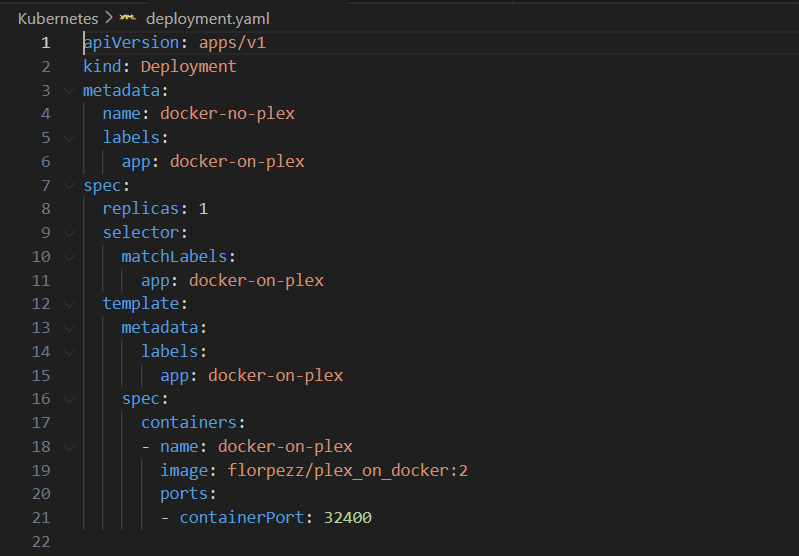 Kubernetes > YAML deployment.yaml
1 apiVersion: apps/v1
2 kind: Deployment
3 metadata:
4   name: docker-no-plex
5   labels:
6     app: docker-on-plex
7 spec:
8   replicas: 1
9   selector:
10     matchLabels:
11       app: docker-on-plex
12   template:
13     metadata:
14       labels:
15         app: docker-on-plex
16     spec:
17       containers:
18       - name: docker-on-plex
19         image: florpezz/plex_on_docker:2
20         ports:
21         - containerPort: 32400
22